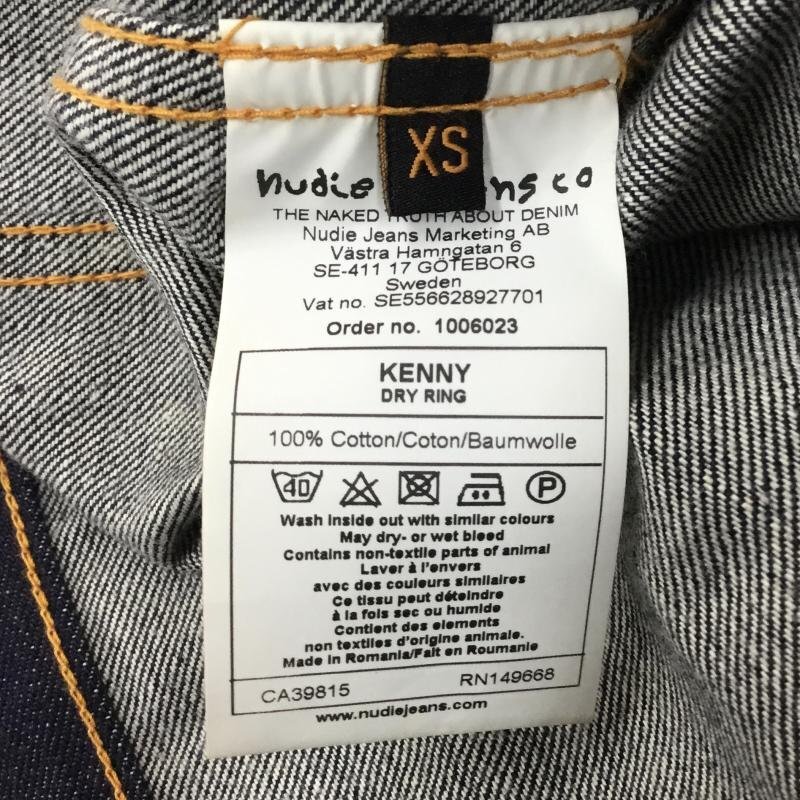 XS
nudie jeans co
THE NAKED TRUTH ABOUT DENIM
Nudie Jeans Marketing AB
Västra Hamngatan 6
SE-411 17 GÖTEBORG
Sweden
Vat no. SE556628927701
Order no. 1006023
KENNY
DRY RING
100% Cotton/Coton/Baumwolle
40 P
Wash inside out with similar colours
May dry- or wet bleed
Contains non-textile parts of animal
Laver à l'envers
avec des couleurs similaires
Ce tissu peut déteindre
à la fois sec ou humide
Contient des elements
non textiles d'origine animale.
Made in Romania/Fait en Roumanie
CA39815 RN149668
www.nudiejeans.com